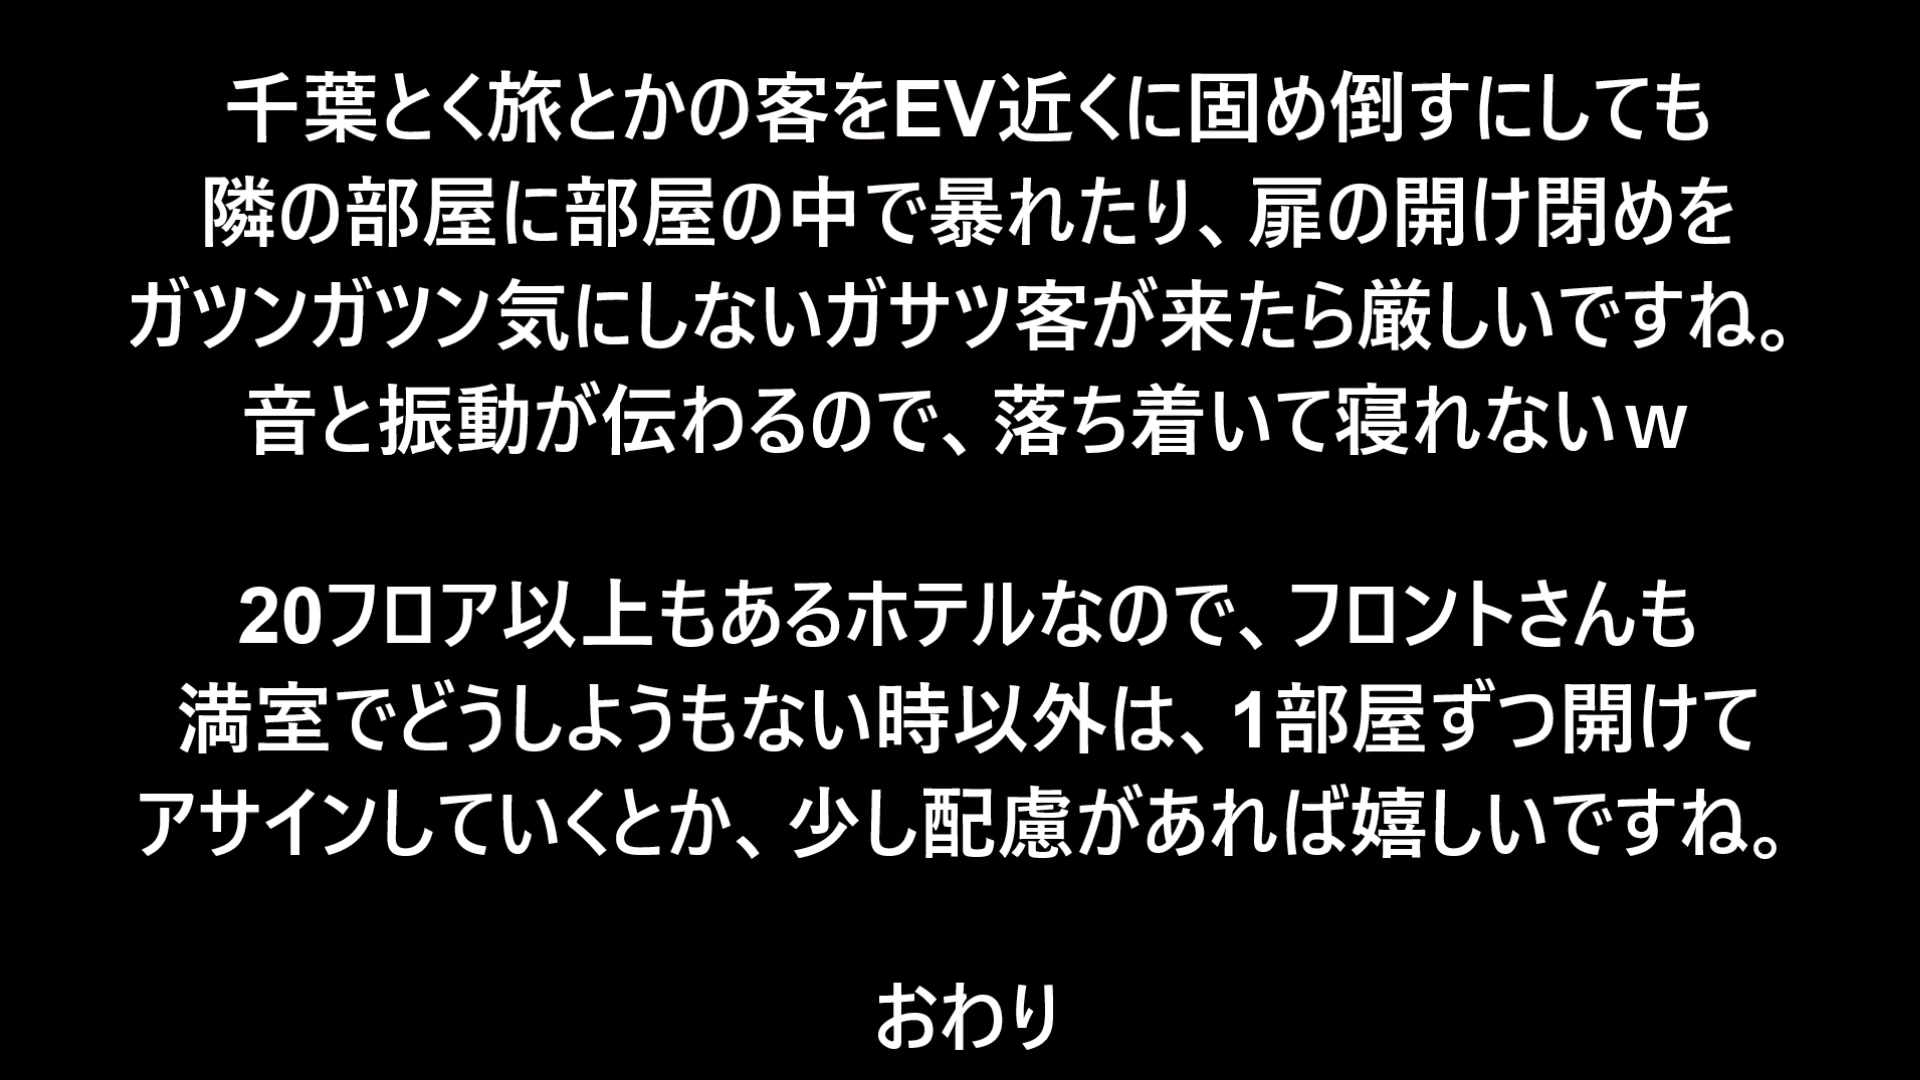 千葉とく旅とかの客をEV近くに固め倒すにしても
隣の部屋に部屋の中で暴れたり、扉の開け閉めを
ガツンガツン気にしないガサツ客が来たら厳しいですね。
音と振動が伝わるので、落ち着いて寝れないw
20フロア以上もあるホテルなので、フロントさんも
満室でどうしようもない時以外は、1部屋ずつ開けて
アサインしていくとか、少し配慮があれば嬉しいですね。
おわり